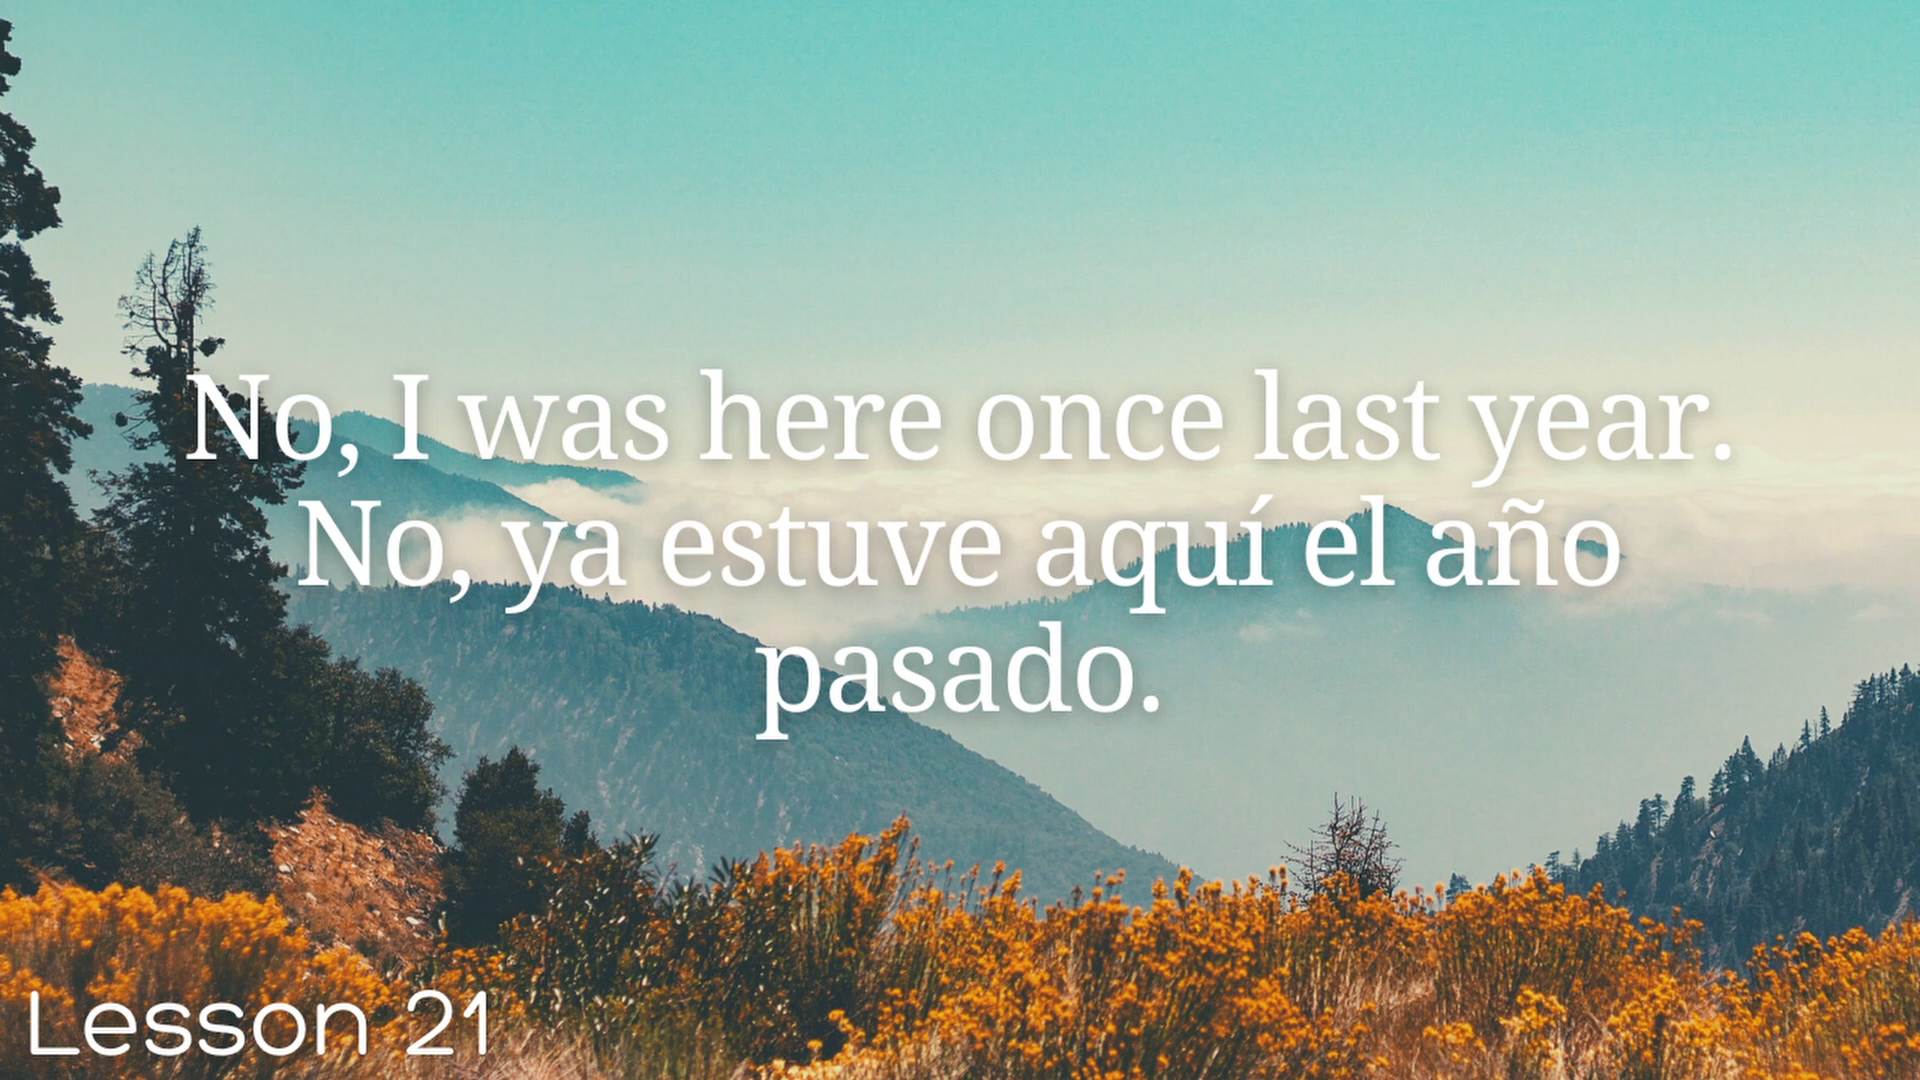 No, I was here once last year.
No, ya estuve aquí el año
pasado.
Lesson 21